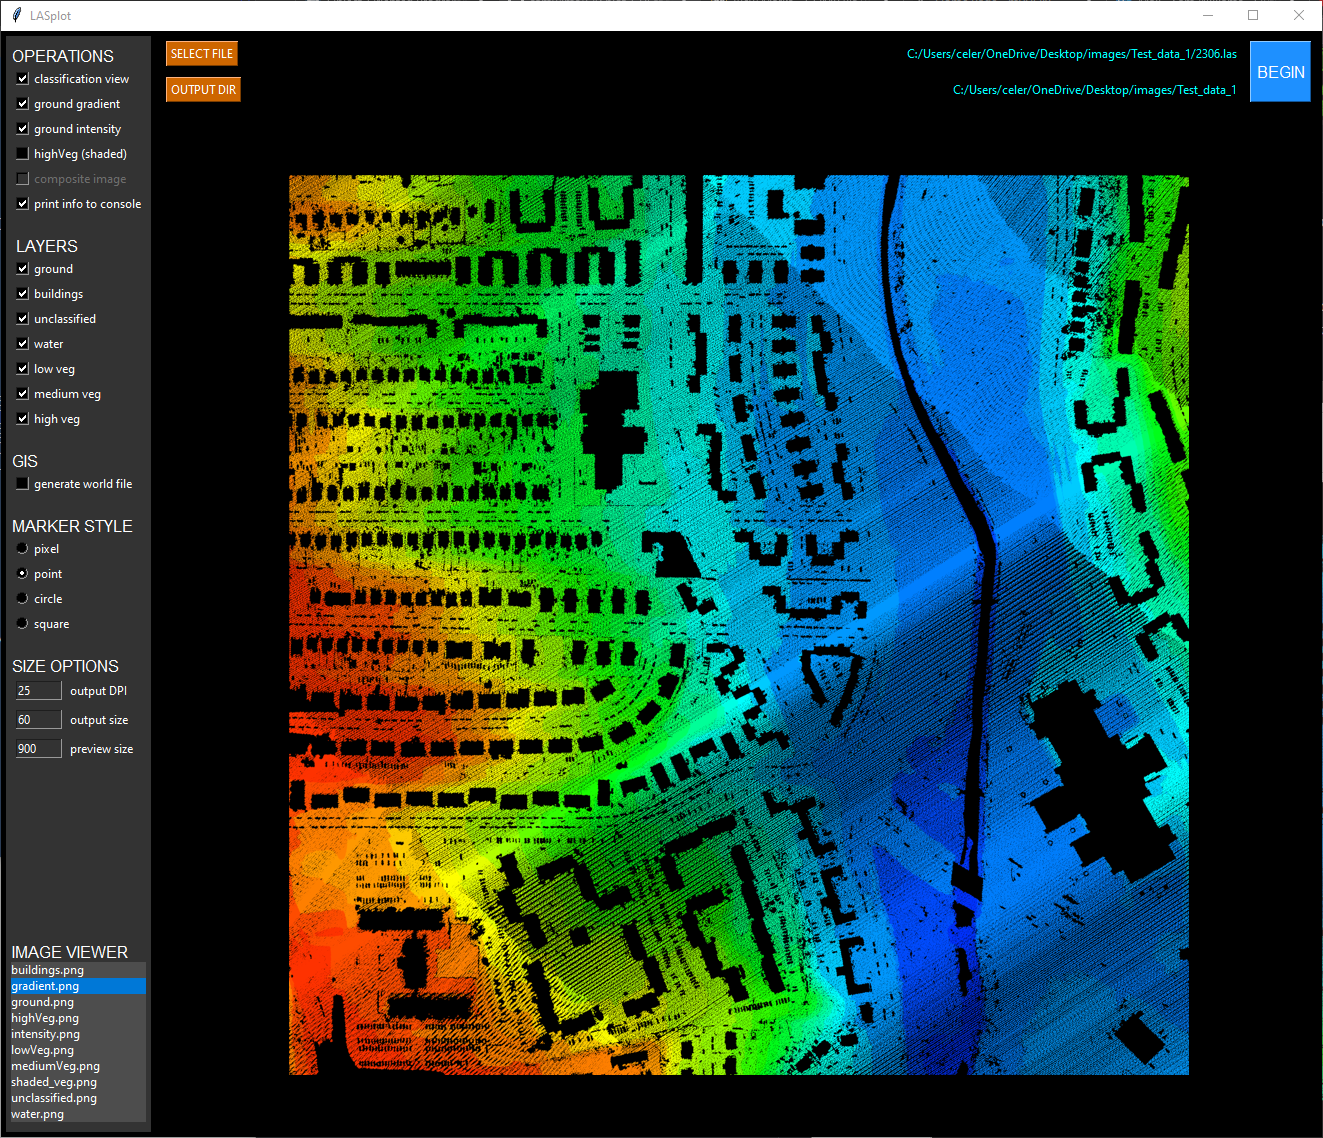 LASplot
OPERATIONS
classification view
ground gradient
ground intensity
highVeg (shaded)
composite image
print info to console
LAYERS
ground
buildings
unclassified
water
low veg
medium veg
high veg
GIS
generate world file
MARKER STYLE
pixel
point
circle
square
SIZE OPTIONS
25 output DPI
60 output size
900 preview size
IMAGE VIEWER
buildings.png
gradient.png
ground.png
highVeg.png
intensity.png
lowVeg.png
mediumVeg.png
shaded_veg.png
unclassified.png
water.png
SELECT FILE
C:/Users/celer/OneDrive/Desktop/images/Test_data_1/2306.las
OUTPUT DIR
C:/Users/celer/OneDrive/Desktop/images/Test_data_1
BEGIN